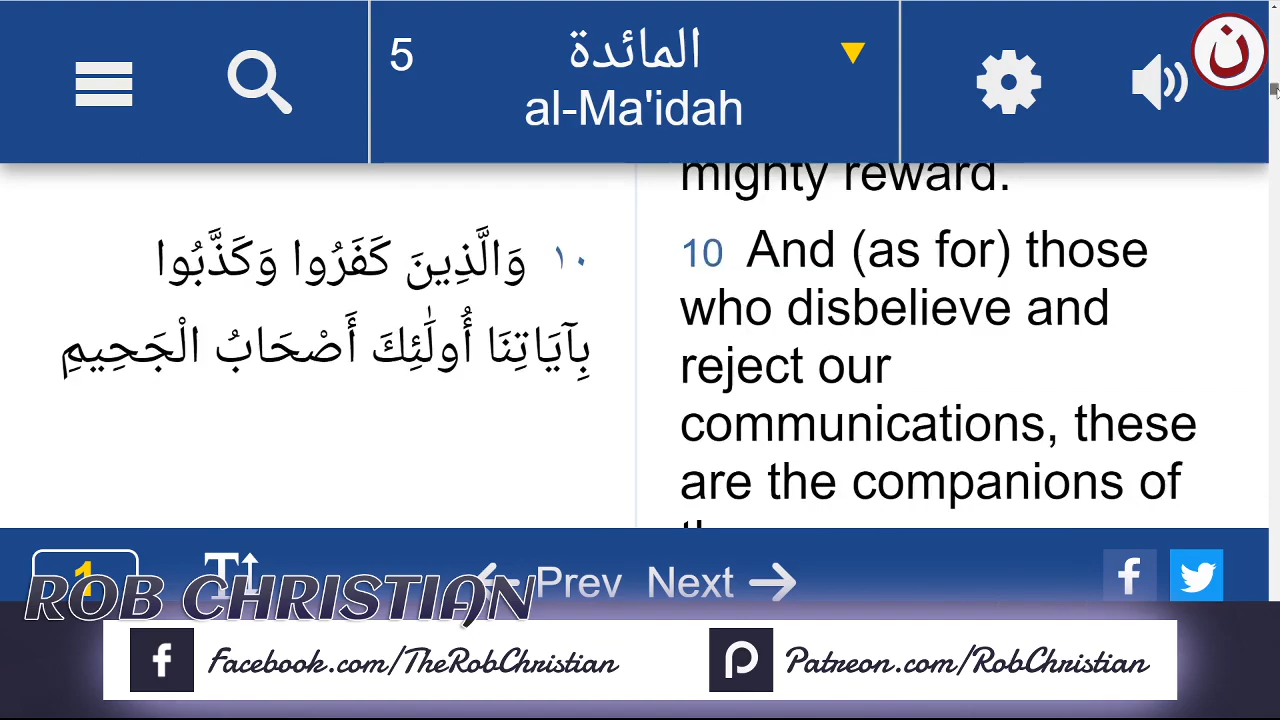 5
المائدة
al-Ma'idah
ن
mighty reward.
١٠ وَالَّذِينَ كَفَرُوا وَكَذَّبُوا
بِآيَاتِنَا أُولَٰئِكَ أَصْحَابُ الْجَحِيمِ
10 And (as for) those
who disbelieve and
reject our
communications, these
are the companions of
1
Prev Next
ROB CHRISTIAN
Facebook.com/TheRobChristian
Patreon.com/RobChristian